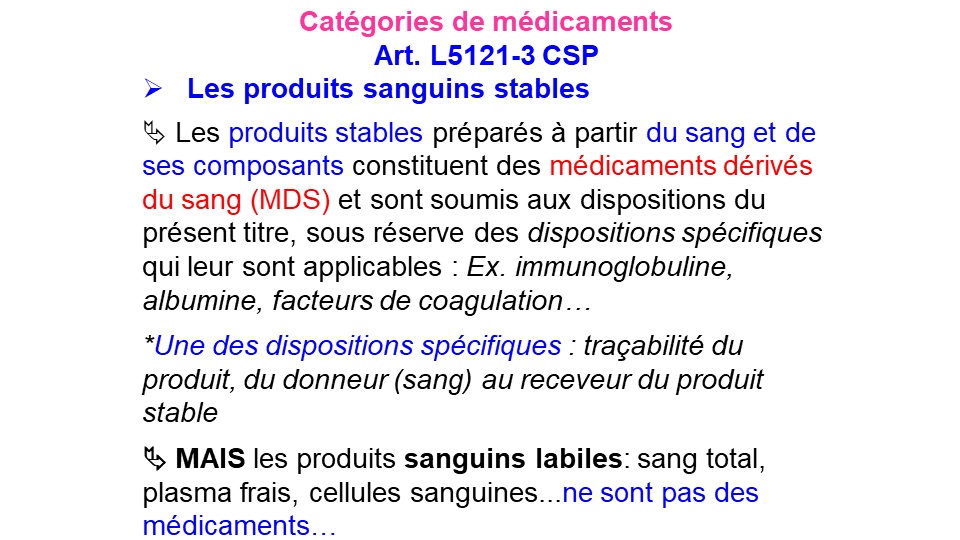 Catégories de médicaments
Art. L5121-3 CSP
➢ Les produits sanguins stables
⮱ Les produits stables préparés à partir du sang et de
ses composants constituent des médicaments dérivés
du sang (MDS) et sont soumis aux dispositions du
présent titre, sous réserve des dispositions spécifiques
qui leur sont applicables : Ex. immunoglobuline,
albumine, facteurs de coagulation…
*Une des dispositions spécifiques : traçabilité du
produit, du donneur (sang) au receveur du produit
stable
⮱ MAIS les produits sanguins labiles: sang total,
plasma frais, cellules sanguines...ne sont pas des
médicaments…